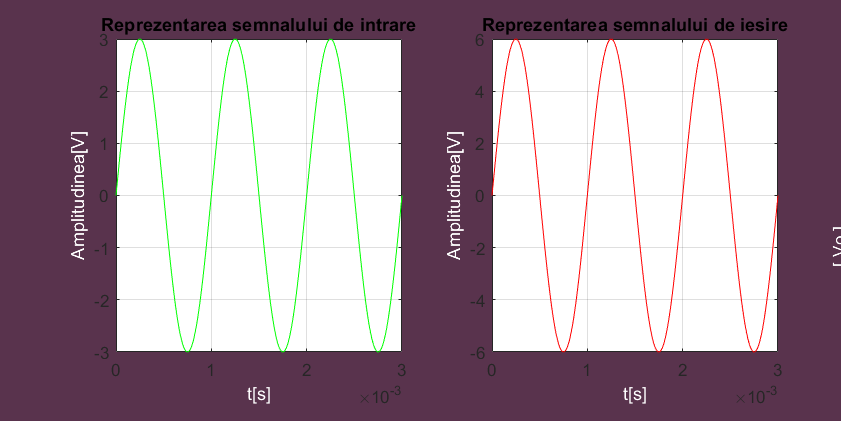 Reprezentarea semnalului de intrare
3
2
1
0
-1
-2
-3
Amplitudinea[V]
0 1 2 3
t[s]
×10-3
Reprezentarea semnalului de iesire
6
4
2
0
-2
-4
-6
Amplitudinea[V]
0 1 2 3
t[s]
×10-3